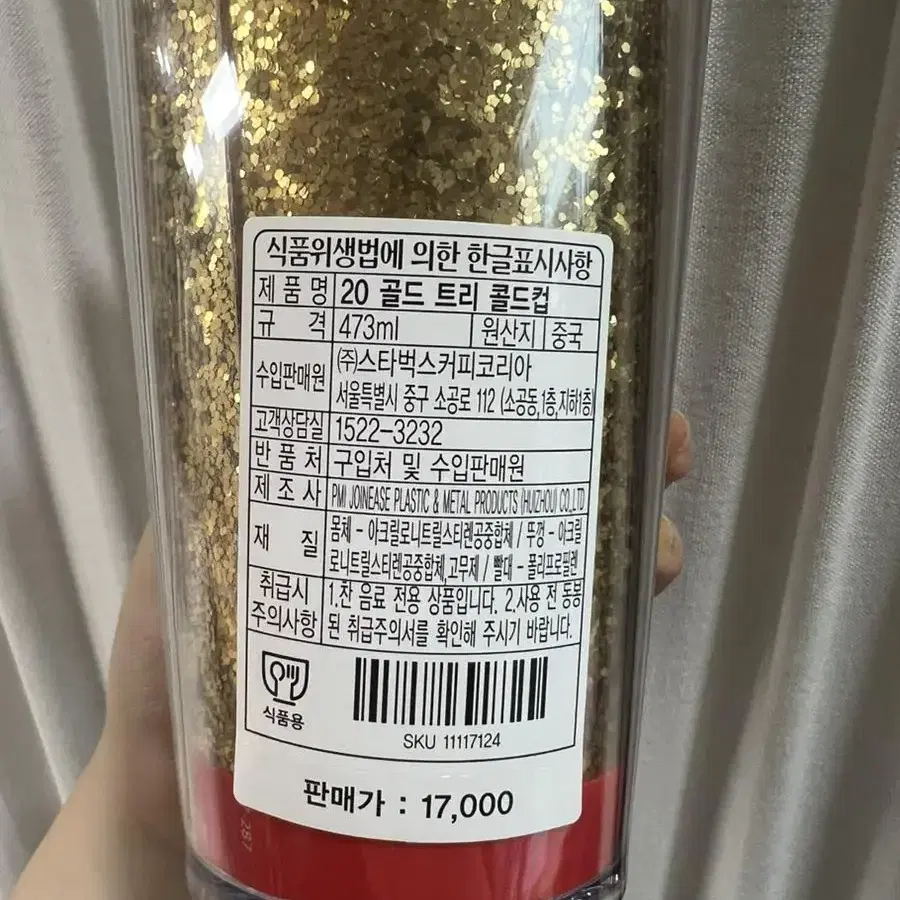 식품위생법에 의한 한글표시사항
제 품 명 20 골드 트리 콜드컵
규 격 473ml 원산지 중국
수입판매원 (주)스타벅스커피코리아
서울특별시 중구 소공로 112 (소공동,1층,지하1층)
고객상담실 1522-3232
반 품 처 구입처 및 수입판매원
제 조 사 PMI JOINEASE PLASTIC & METAL PRODUCTS (HUIZHOU) CO.,LTD
재 질 몸체 - 아크릴로니트릴스티렌공중합체 / 뚜껑 - 아크릴
로니트릴스티렌공중합체,고무제 / 빨대 - 폴리프로필렌
취급시 1.찬 음료 전용 상품입니다. 2.사용 전 동봉
주의사항 된 취급주의서를 확인해 주시기 바랍니다.
식품용
SKU 11117124
판매가 : 17,000